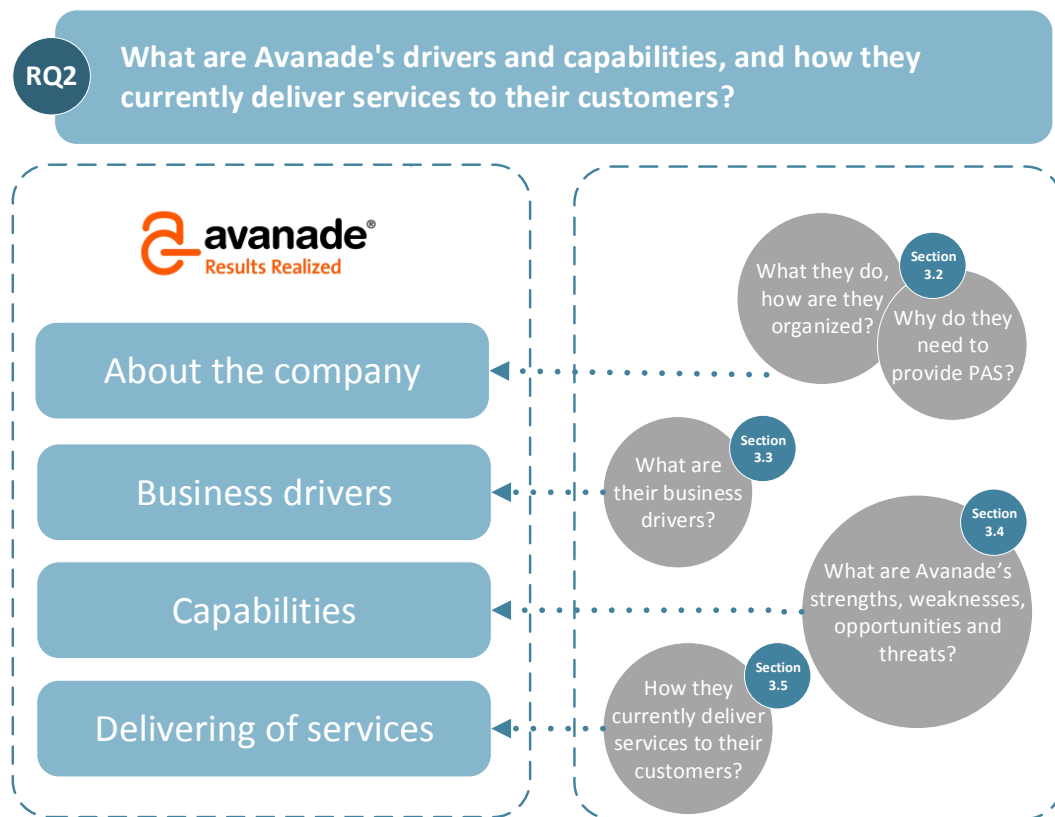 RQ2
What are Avanade's drivers and capabilities, and how they
currently deliver services to their customers?
avanade®
Results Realized
About the company
Business drivers
Capabilities
Delivering of services
What they do,
how are they
organized?
Section
3.2
Why do they
need to
provide PAS?
Section
3.3
What are
their business
drivers?
Section
3.4
What are Avanade’s
strengths, weaknesses,
opportunities and
threats?
Section
3.5
How they
currently deliver
services to their
customers?